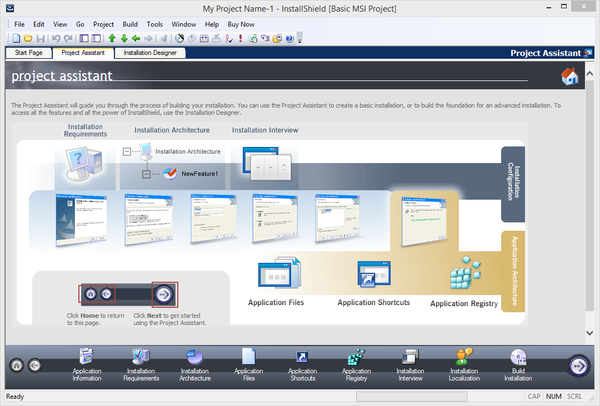 My Project Name-1 - InstallShield [Basic MSI Project]
File Edit View Go Project Build Tools Window Help Buy Now
Start Page Project Assistant Installation Designer Project Assistant
project assistant
The Project Assistant will guide you through the process of building your installation. You can use the Project Assistant to create a basic installation, or to build the foundation for an advanced installation. To
access all the features and all the power of InstallShield, use the Installation Designer.
Installation
Requirements
Installation Architecture
Installation Interview
Installation Architecture
NewFeature1
Installation
Configuration
Application Architecture
Application Files
Application Shortcuts
Application Registry
Click Home to return
to this page.
Click Next to get started
using the Project Assistant.
Application
Information
Installation
Requirements
Installation
Architecture
Application
Files
Application
Shortcuts
Application
Registry
Installation
Interview
Installation
Localization
Build
Installation
Ready CAP NUM SCRL